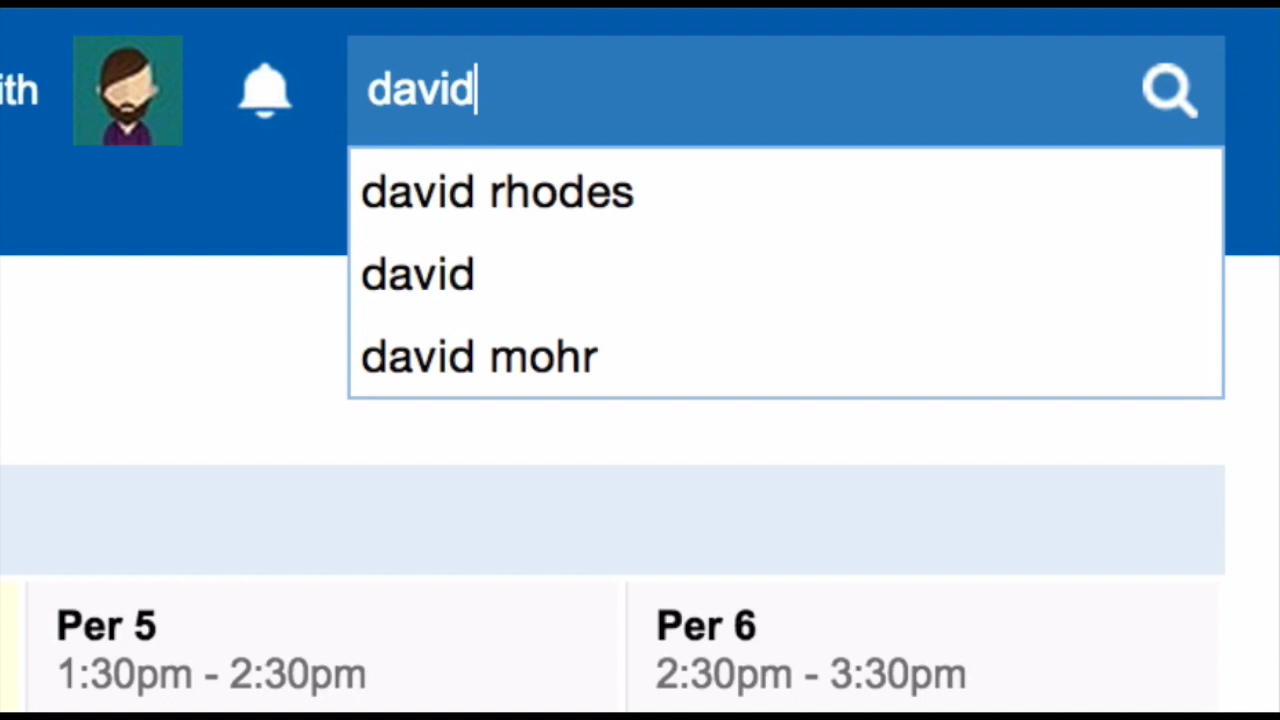 ith
david
david rhodes
david
david mohr
Per 5
1:30pm - 2:30pm
Per 6
2:30pm - 3:30pm